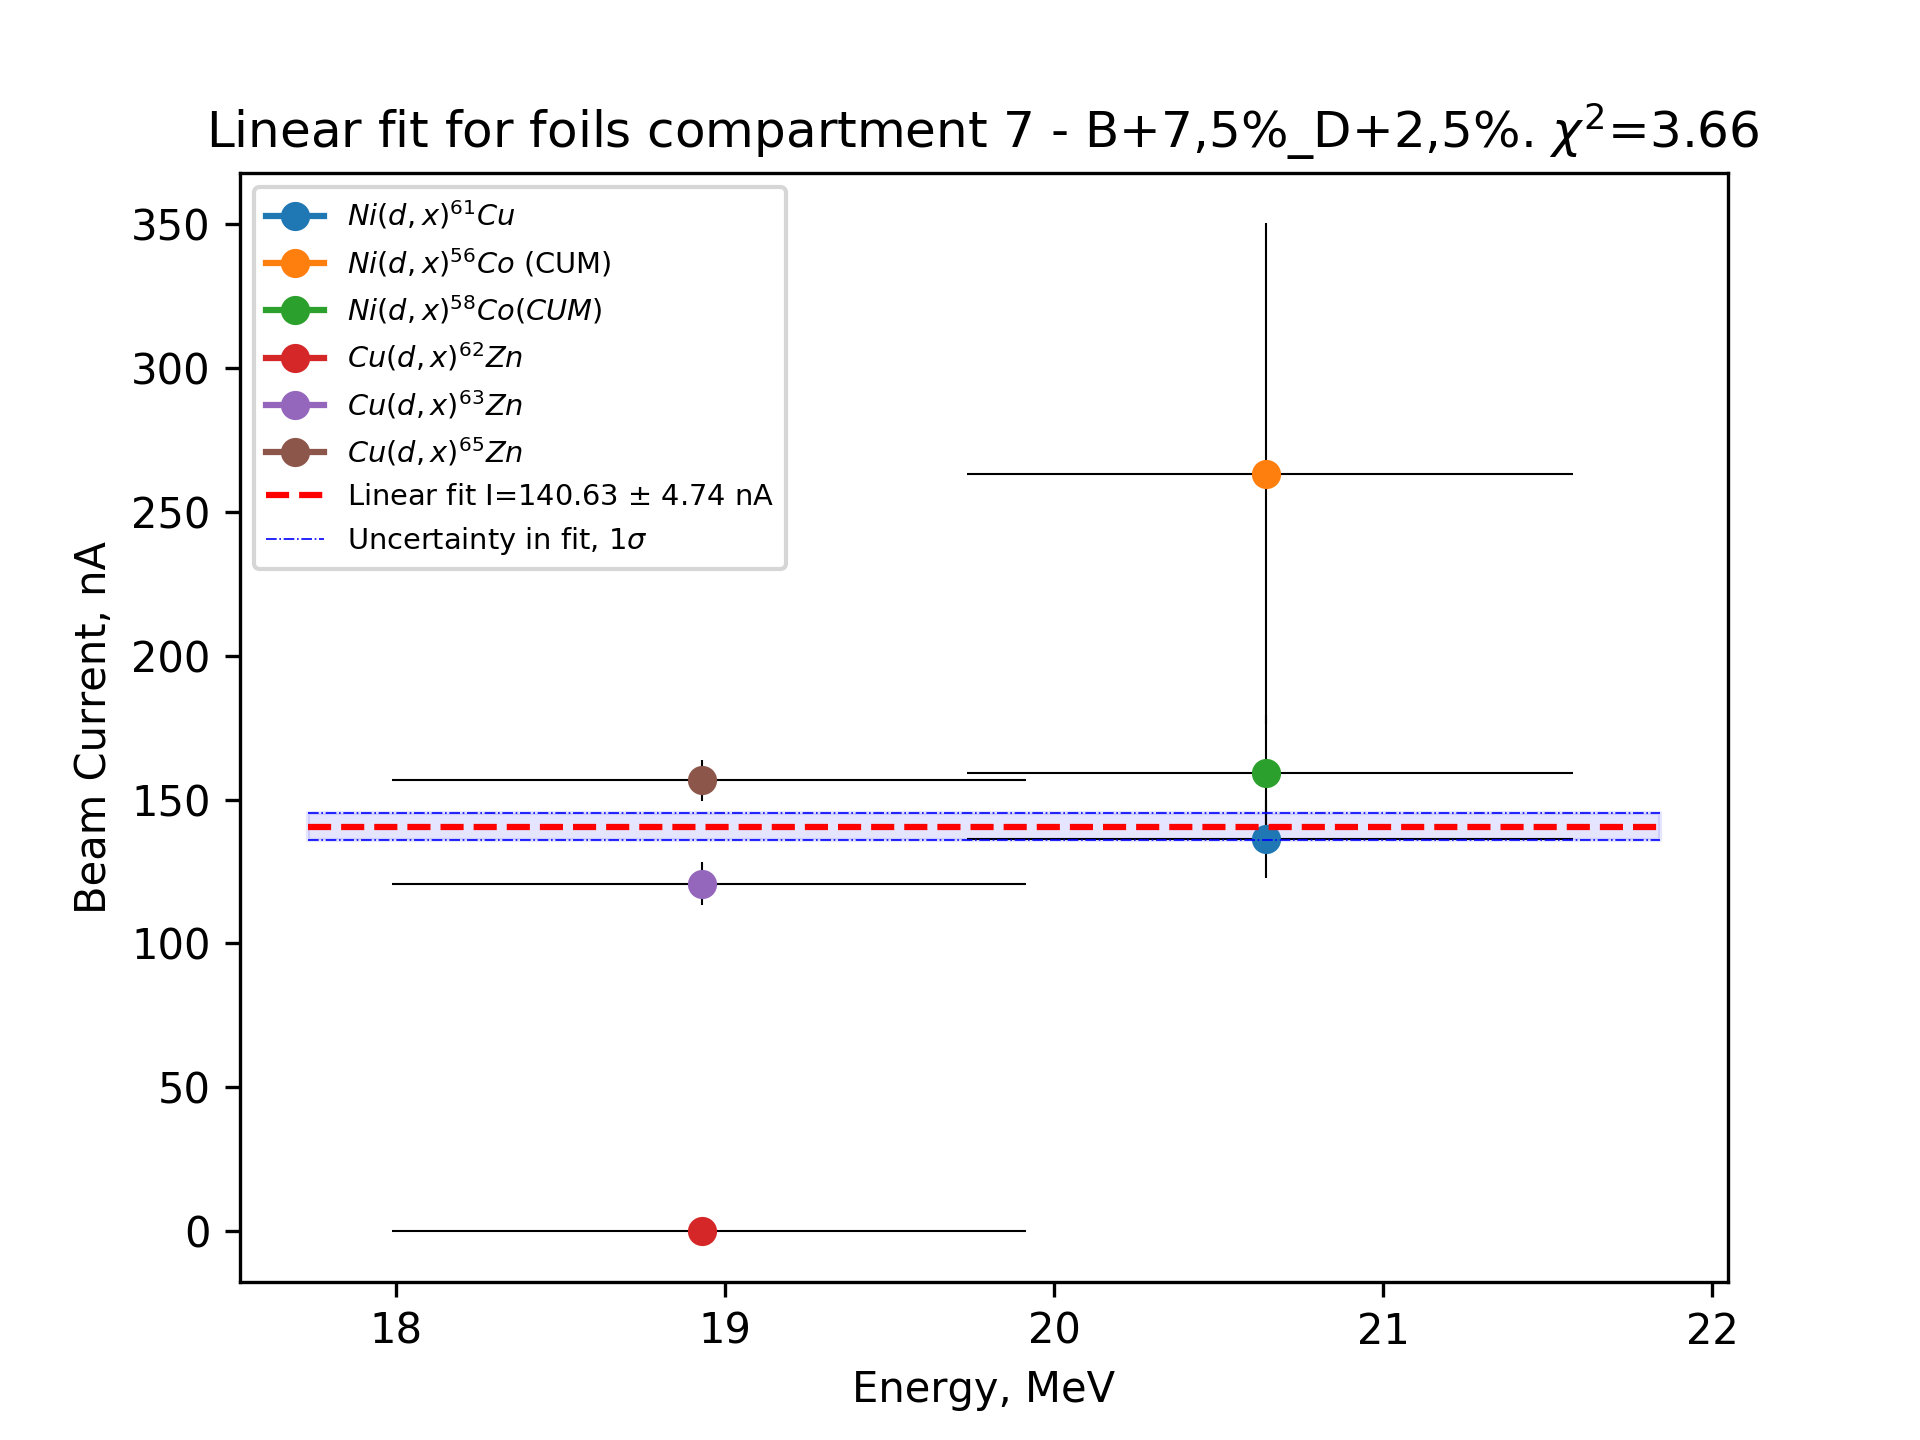 Linear fit for foils compartment 7 - B+7,5%_D+2,5%. χ²=3.66
Ni(d, x)⁶¹Cu
Ni(d, x)⁵⁶Co (CUM)
Ni(d, x)⁵⁸Co(CUM)
Cu(d, x)⁶²Zn
Cu(d, x)⁶³Zn
Cu(d, x)⁶⁵Zn
Linear fit I=140.63 ± 4.74 nA
Uncertainty in fit, 1σ
Beam Current, nA
350
300
250
200
150
100
50
0
18 19 20 21 22
Energy, MeV